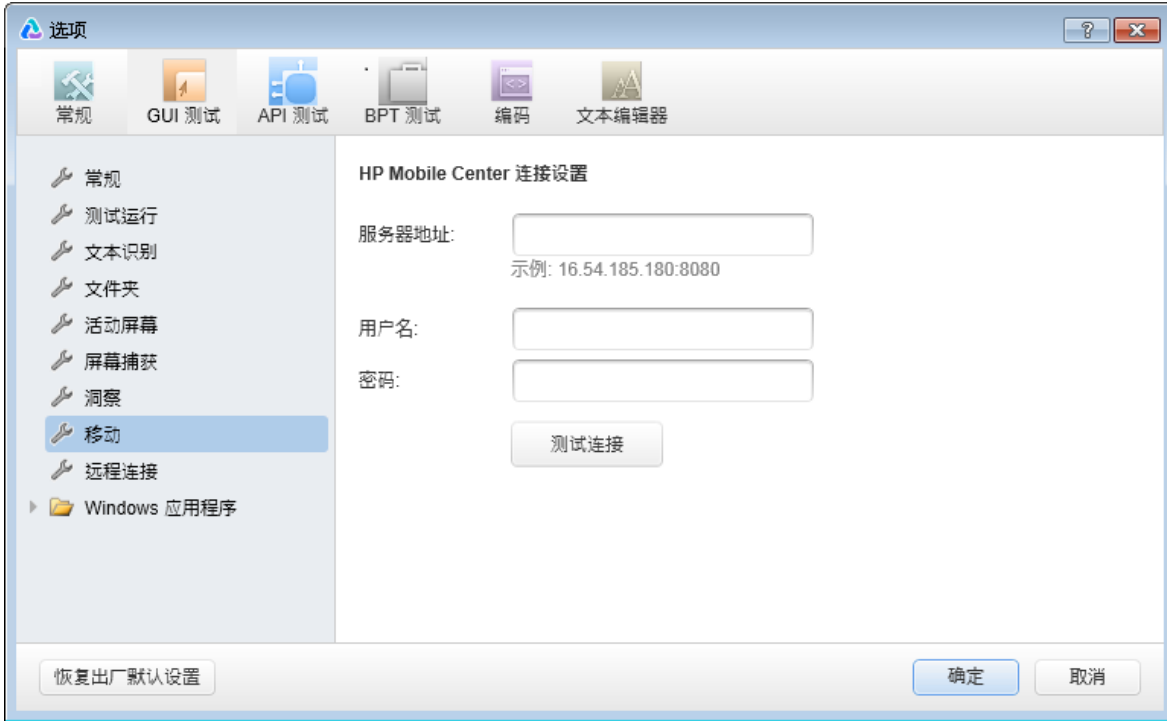 选项
常规
GUI 测试
API 测试
BPT 测试
编码
文本编辑器
常规
测试运行
文本识别
文件夹
活动屏幕
屏幕捕获
洞察
移动
远程连接
Windows 应用程序
HP Mobile Center 连接设置
服务器地址:
示例: 16.54.185.180:8080
用户名:
密码:
测试连接
恢复出厂默认设置
确定
取消